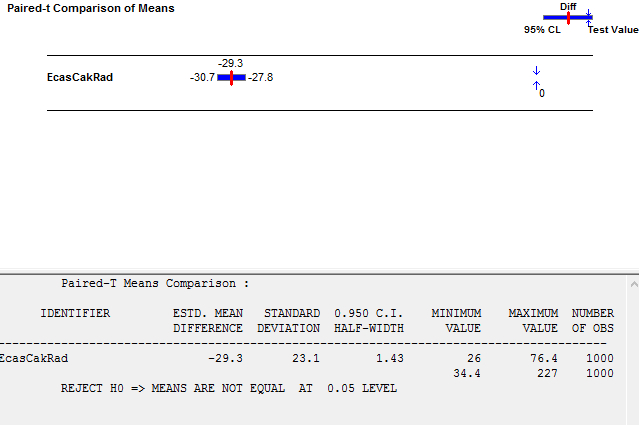 Paired-t Comparison of Means
Diff
95% CL Test Value
-29.3
EcasCakRad -30.7 -27.8
0
Paired-T Means Comparison :
IDENTIFIER ESTD. MEAN STANDARD 0.950 C.I. MINIMUM MAXIMUM NUMBER
DIFFERENCE DEVIATION HALF-WIDTH VALUE VALUE OF OBS
EcasCakRad -29.3 23.1 1.43 26 76.4 1000
34.4 227 1000
REJECT H0 => MEANS ARE NOT EQUAL AT 0.05 LEVEL